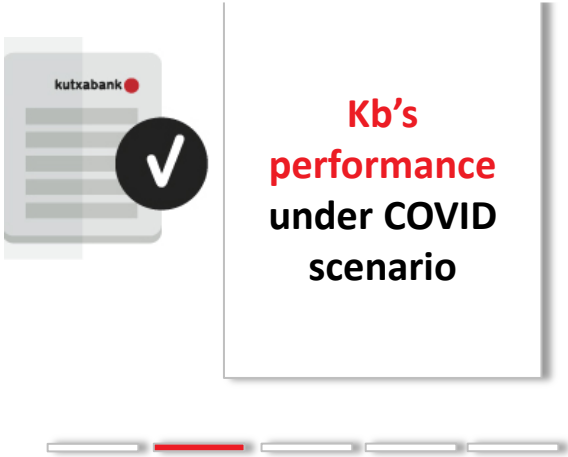 kutxabank
Kb's
performance
under COVID
scenario